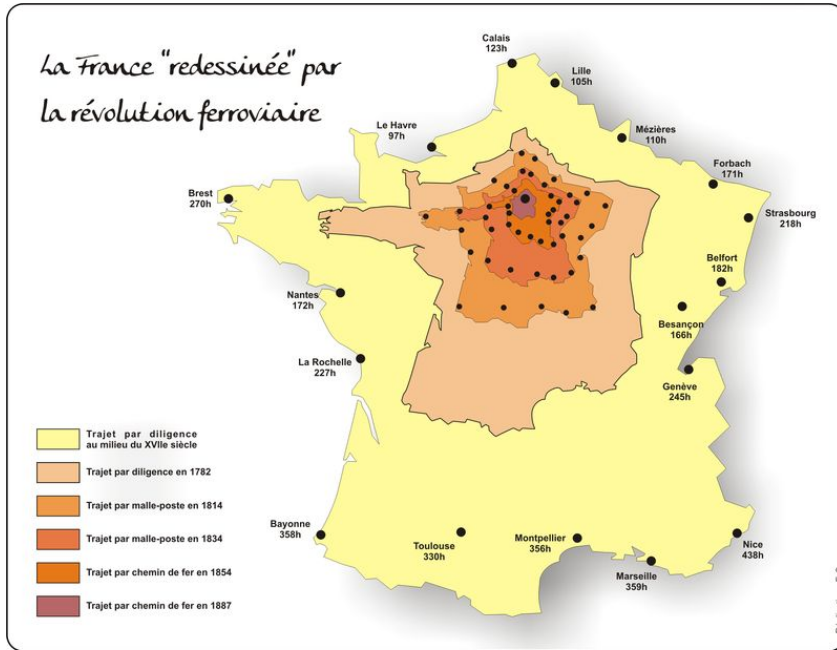 La France "redessinée" par
la révolution ferroviaire
Calais
123h
Lille
105h
Le Havre
97h
Mézières
110h
Forbach
171h
Brest
270h
Strasbourg
218h
Belfort
182h
Nantes
172h
Besançon
166h
La Rochelle
227h
Genève
245h
Trajet par diligence
au milieu du XVIIe siècle
Trajet par diligence en 1782
Trajet par malle-poste en 1814
Trajet par malle-poste en 1834
Trajet par chemin de fer en 1854
Trajet par chemin de fer en 1887
Bayonne
358h
Toulouse
330h
Montpellier
356h
Nice
438h
Marseille
359h